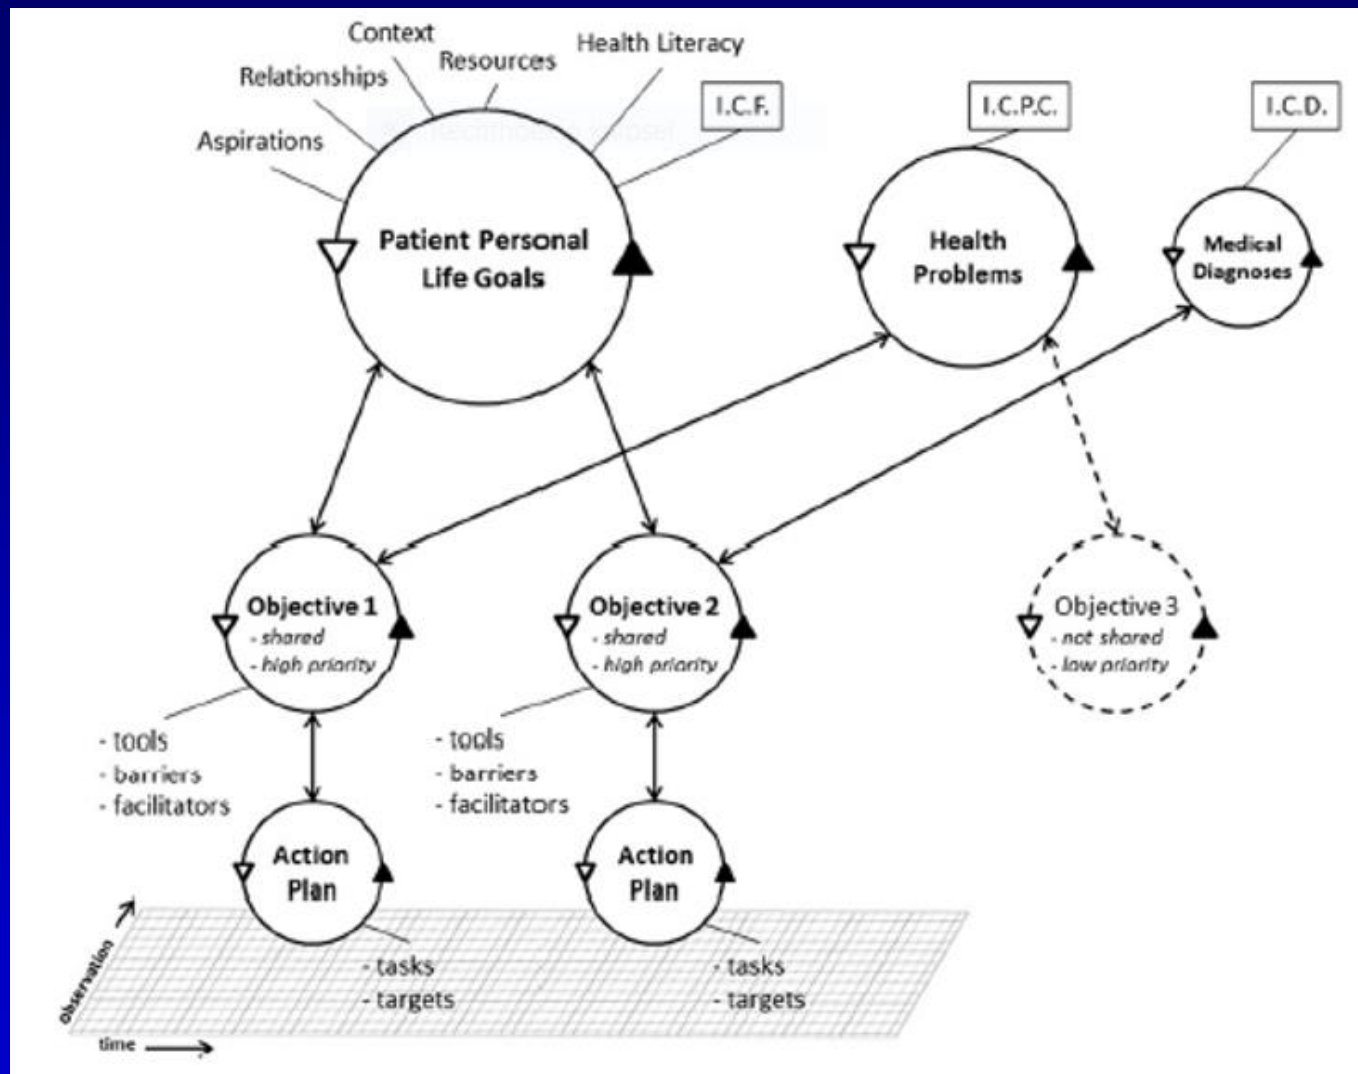 Context
Resources
Health Literacy
Relationships
Aspirations
I.C.F.
I.C.P.C.
I.C.D.
Patient Personal
Life Goals
Health
Problems
Medical
Diagnoses
Objective 1
- shared
- high priority
Objective 2
- shared
- high priority
Objective 3
- not shared
- low priority
- tools
- barriers
- facilitators
- tools
- barriers
- facilitators
Action
Plan
Action
Plan
- tasks
- targets
- tasks
- targets
observation
time